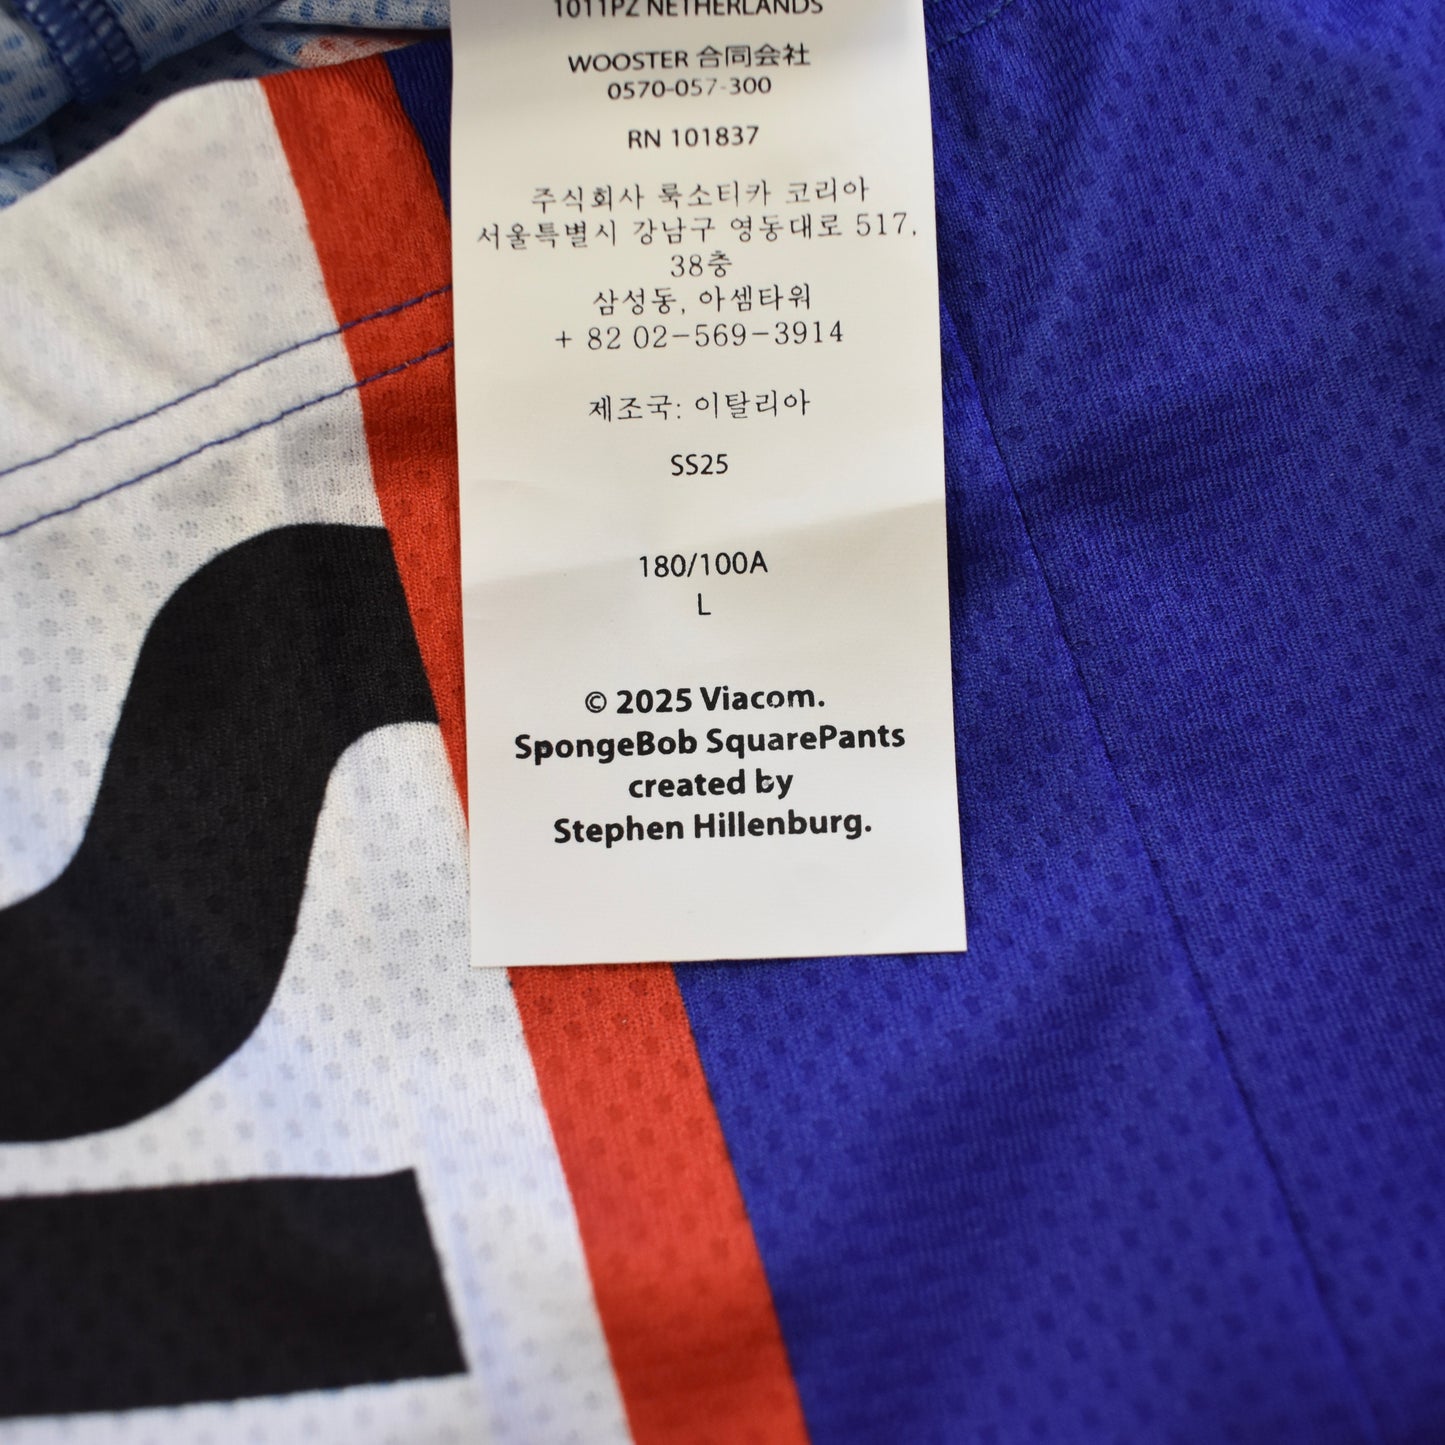 1011PZ NETHERLANDS
WOOSTER 合同会社
0570-057-300
RN 101837
주식회사 룩소티카 코리아
서울특별시 강남구 영동대로 517,
38층
삼성동, 아셈타워
+ 82 02-569-3914
제조국: 이탈리아
SS25
180/100A
L
© 2025 Viacom.
SpongeBob SquarePants
created by
Stephen Hillenburg.